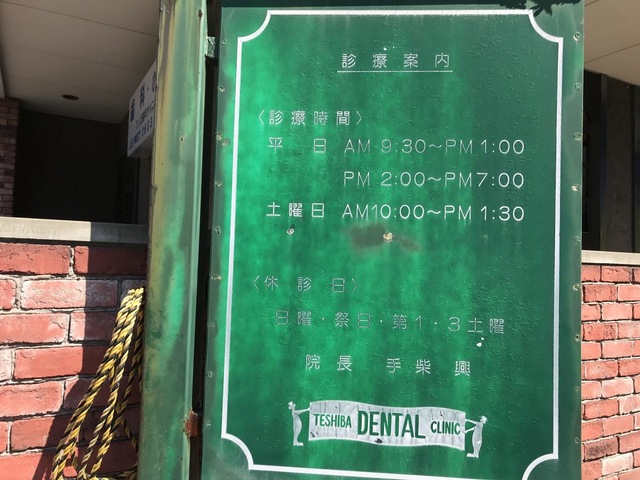 診療案内
〈診療時間〉
平 日 AM 9:30～PM 1:00
PM 2:00～PM 7:00
土曜日 AM10:00～PM 1:30
〈休診日〉
日曜・祭日・第1・3土曜
院長 手柴 興
TESHIBA DENTAL CLINIC